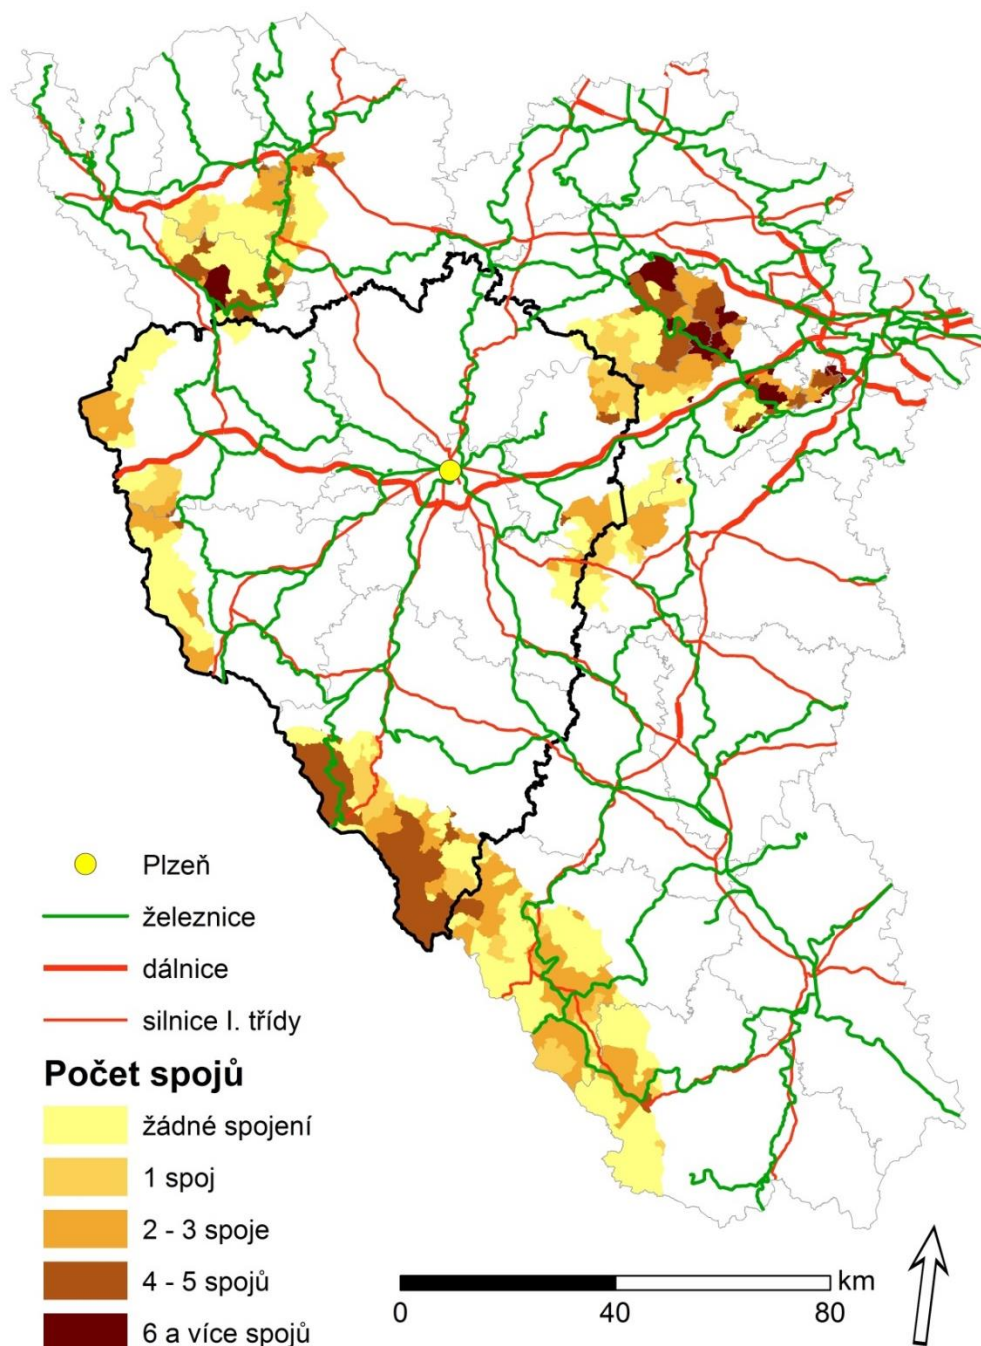 Plzeň
železnice
dálnice
silnice I. třídy
Počet spojů
žádné spojení
1 spoj
2 - 3 spoje
4 - 5 spojů
6 a více spojů
km
0 40 80